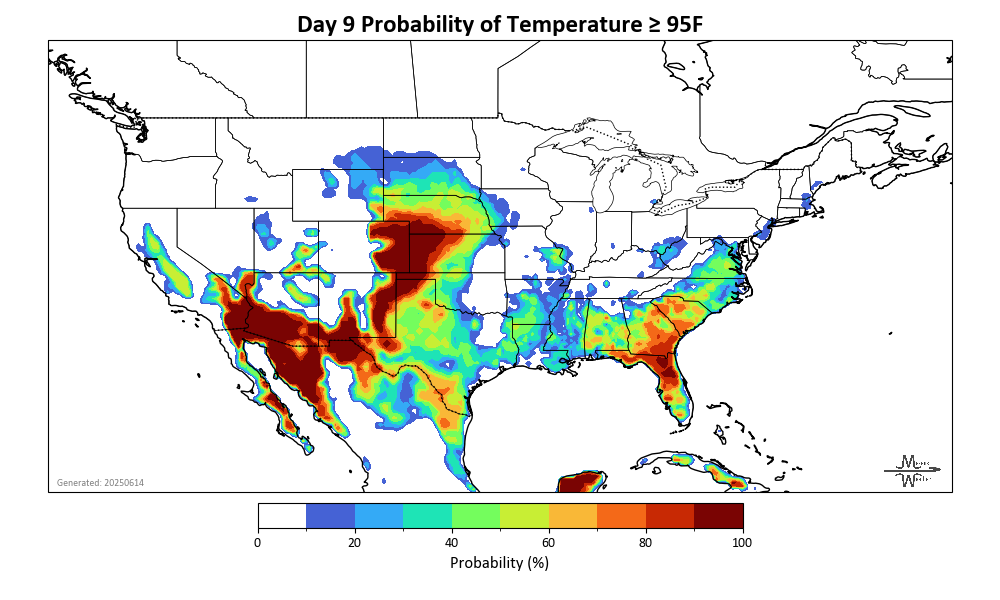 Day 9 Probability of Temperature ≥ 95F
Generated: 20250614
0 20 40 60 80 100
Probability (%)